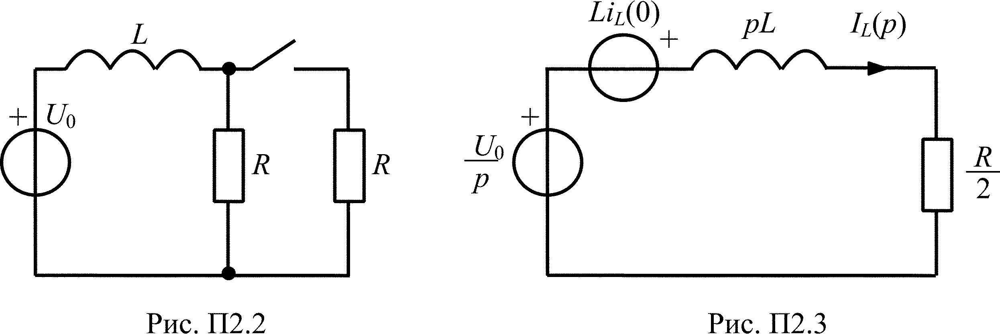 L
+ U₀
R
R
Рис. П2.2
Li_L(0)
+
pL
I_L(p)
+
U₀
p
R
2
Рис. П2.3